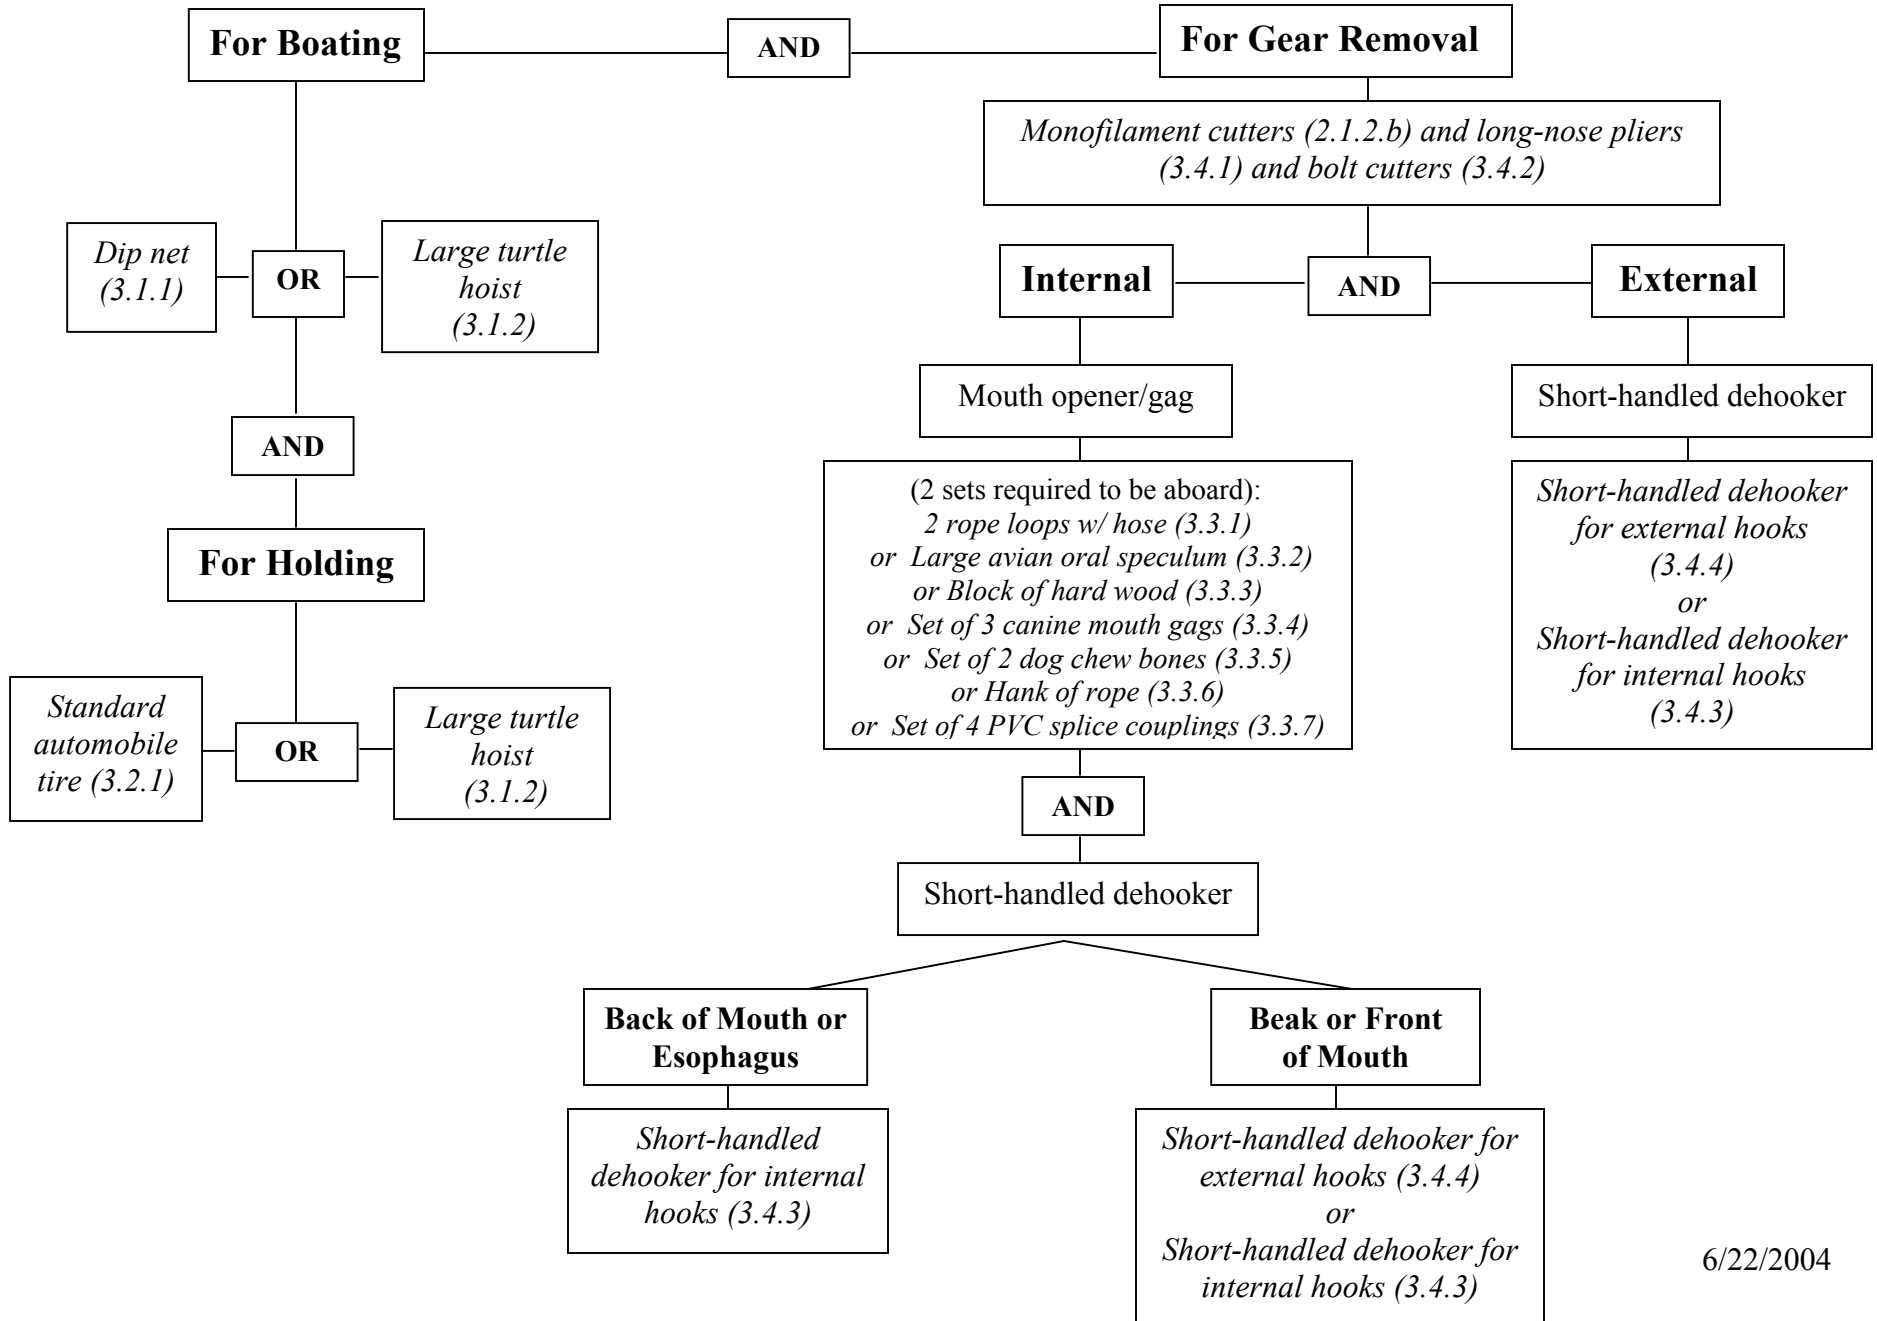 For Boating
AND
For Gear Removal
Monofilament cutters (2.1.2.b) and long-nose pliers
(3.4.1) and bolt cutters (3.4.2)
Dip net
(3.1.1)
OR
Large turtle
hoist
(3.1.2)
Internal
AND
External
AND
Mouth opener/gag
Short-handled dehooker
For Holding
(2 sets required to be aboard):
2 rope loops w/ hose (3.3.1)
or Large avian oral speculum (3.3.2)
or Block of hard wood (3.3.3)
or Set of 3 canine mouth gags (3.3.4)
or Set of 2 dog chew bones (3.3.5)
or Hank of rope (3.3.6)
or Set of 4 PVC splice couplings (3.3.7)
Short-handled dehooker
for external hooks
(3.4.4)
or
Short-handled dehooker
for internal hooks
(3.4.3)
Standard
automobile
tire (3.2.1)
OR
Large turtle
hoist
(3.1.2)
AND
Short-handled dehooker
Back of Mouth or
Esophagus
Beak or Front
of Mouth
Short-handled
dehooker for internal
hooks (3.4.3)
Short-handled dehooker for
external hooks (3.4.4)
or
Short-handled dehooker for
internal hooks (3.4.3)
6/22/2004